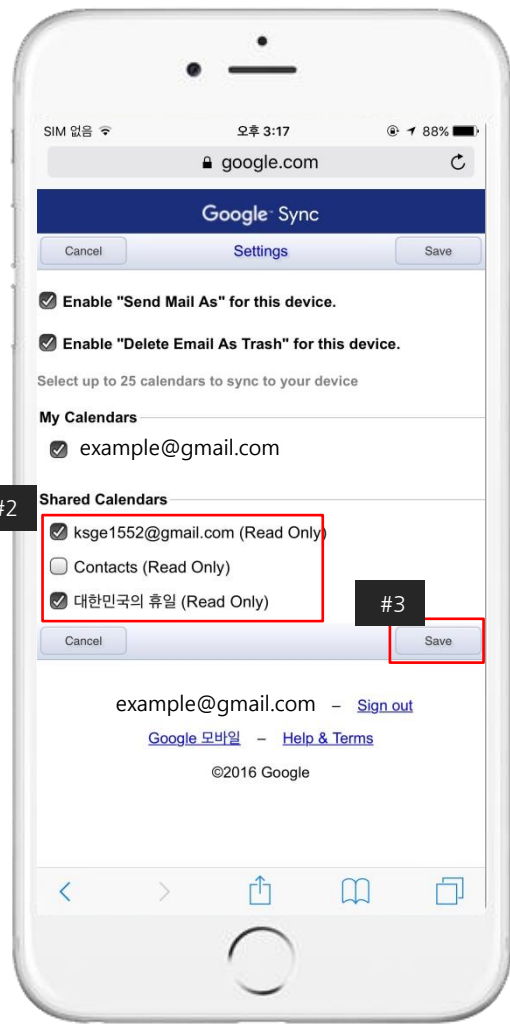 SIM 없음 오후 3:17 88%
google.com
Google Sync
Cancel Settings Save
Enable "Send Mail As" for this device.
Enable "Delete Email As Trash" for this device.
Select up to 25 calendars to sync to your device
My Calendars
example@gmail.com
Shared Calendars
#2
ksge1552@gmail.com (Read Only)
Contacts (Read Only)
대한민국의 휴일 (Read Only)
#3
Cancel Save
example@gmail.com – Sign out
Google 모바일 – Help & Terms
©2016 Google